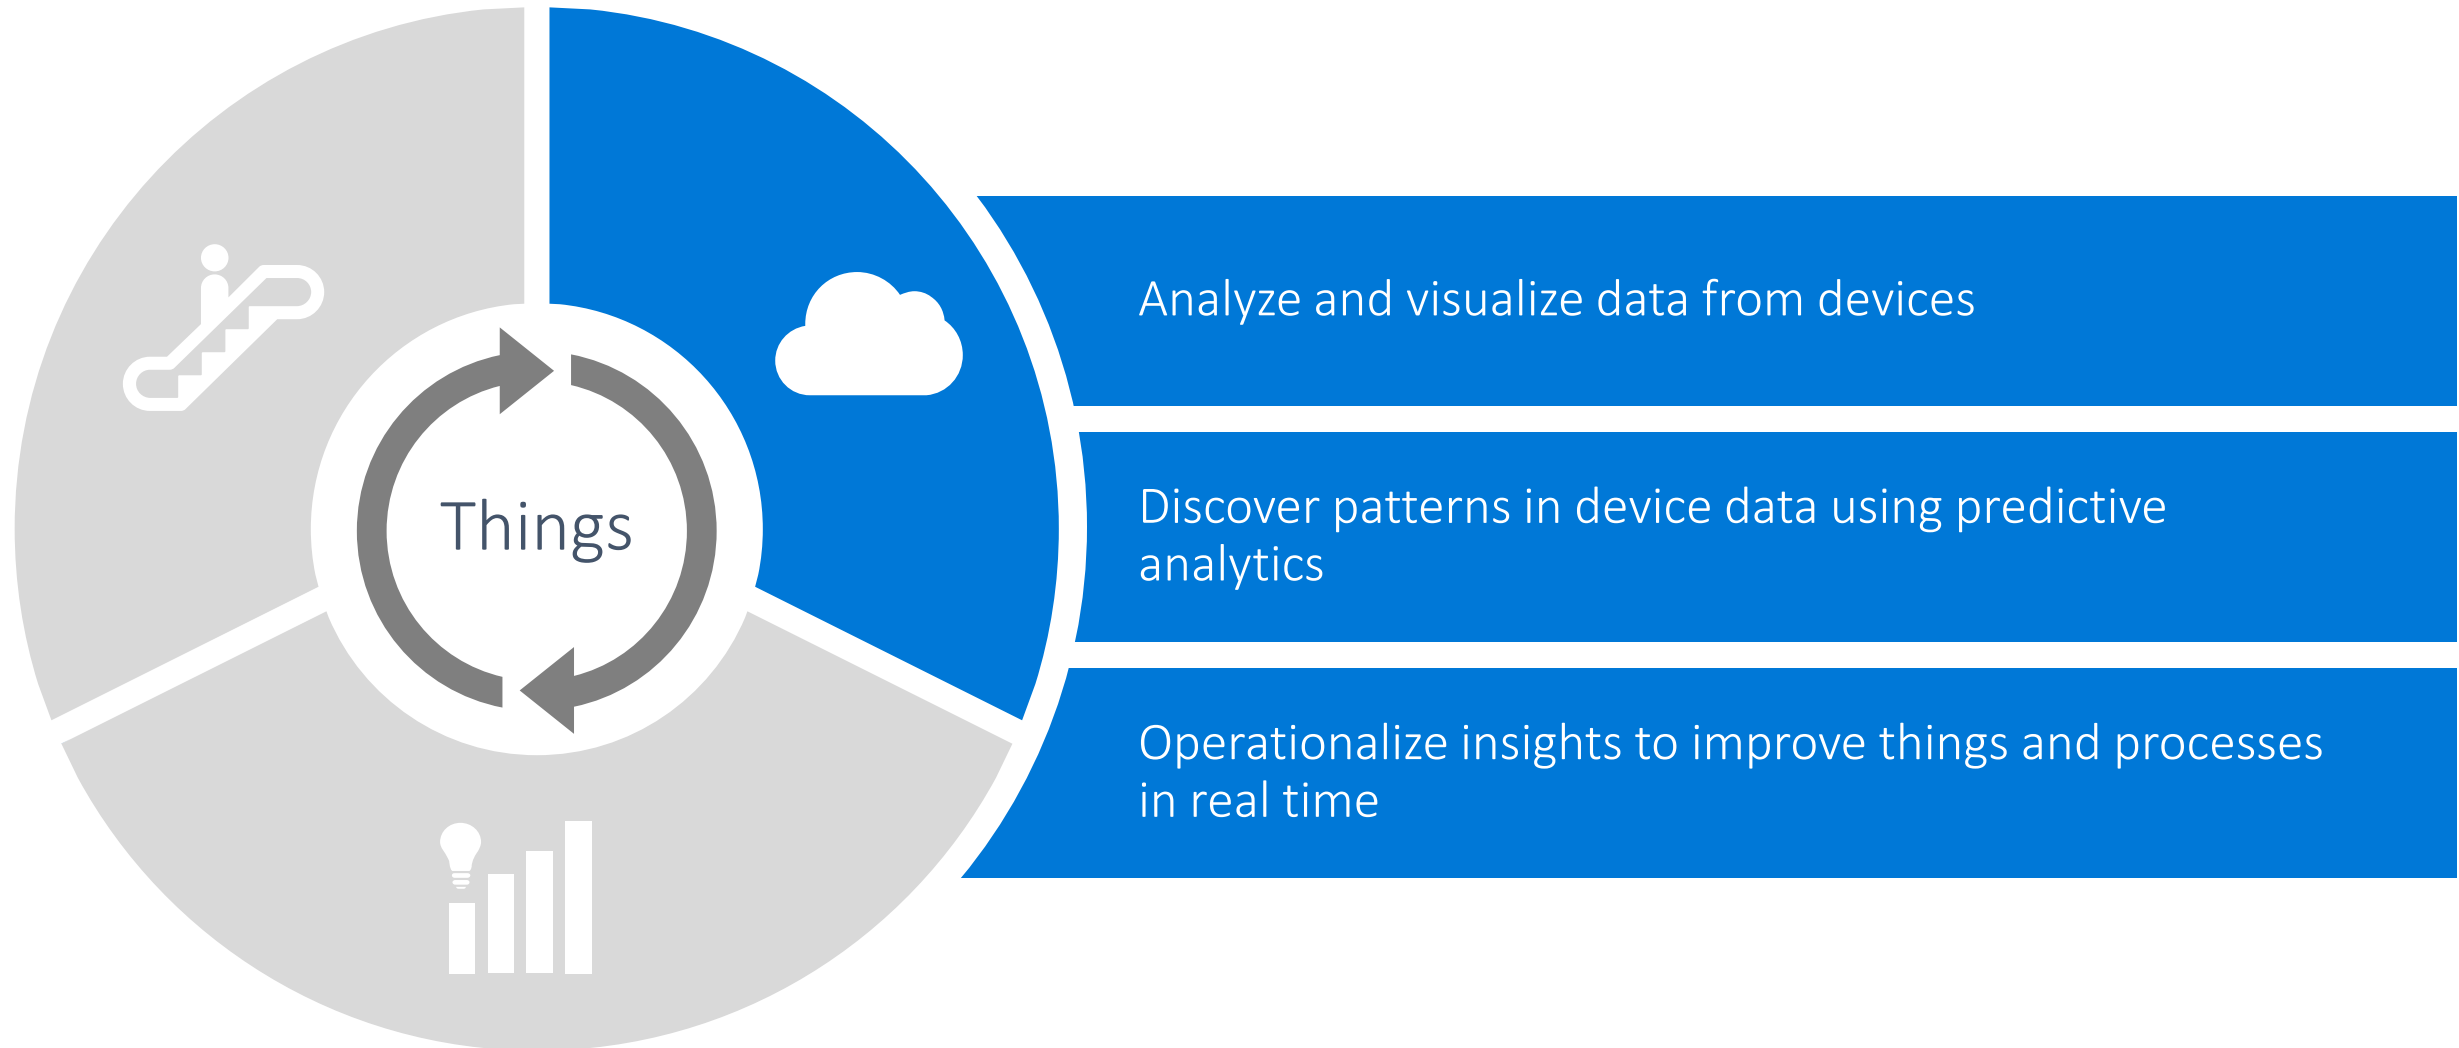 Things
Analyze and visualize data from devices
Discover patterns in device data using predictive
analytics
Operationalize insights to improve things and processes
in real time